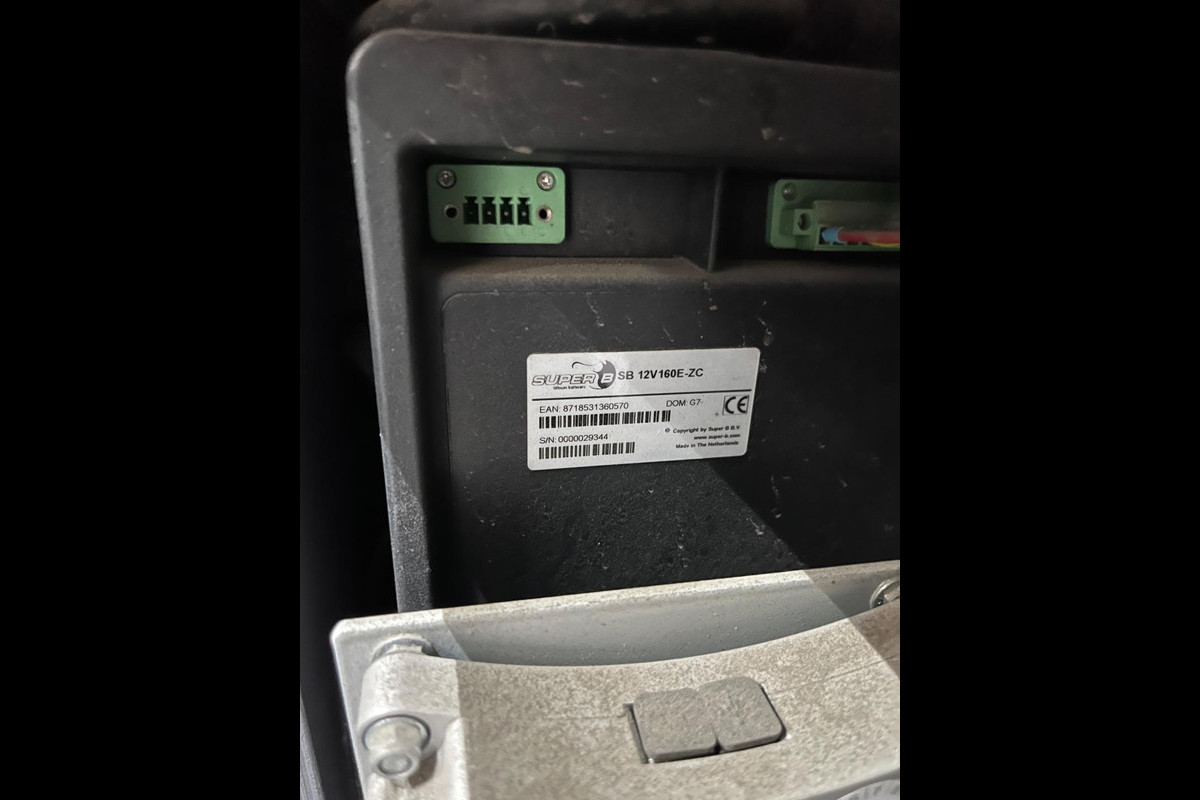 SUPER B SB 12V160E-ZC
lithium batteries
EAN: 8718531360570 DOM: G7- CE
© Copyright by Super B B.V.
S/N: 0000029344 www.super-b.com
Made in The Netherlands